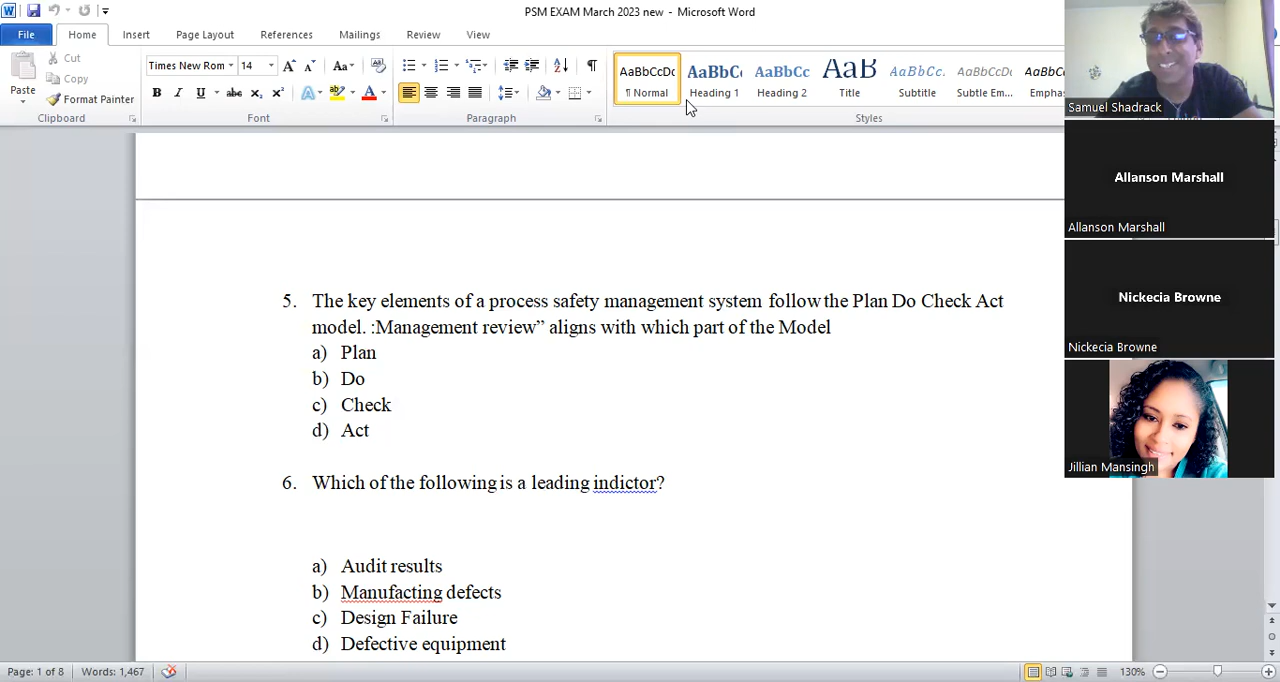 PSM EXAM March 2023 new - Microsoft Word
File Home Insert Page Layout References Mailings Review View
Paste
Cut
Copy
Format Painter
Clipboard
Times New Rom 14
Font
Paragraph
AaBbCcDc
¶ Normal
AaBbCc
Heading 1
AaBbCc
Heading 2
AaB
Title
AaBbCc.
Subtitle
AaBbCcDc
Subtle Em...
AaBbCc
Empha
Styles
5. The key elements of a process safety management system follow the Plan Do Check Act
model. :Management review” aligns with which part of the Model
a) Plan
b) Do
c) Check
d) Act
6. Which of the following is a leading indictor?
a) Audit results
b) Manufacting defects
c) Design Failure
d) Defective equipment
Samuel Shadrack
Allanson Marshall
Allanson Marshall
Nickecia Browne
Nickecia Browne
Jillian Mansingh
Page: 1 of 8 Words: 1,467 130%